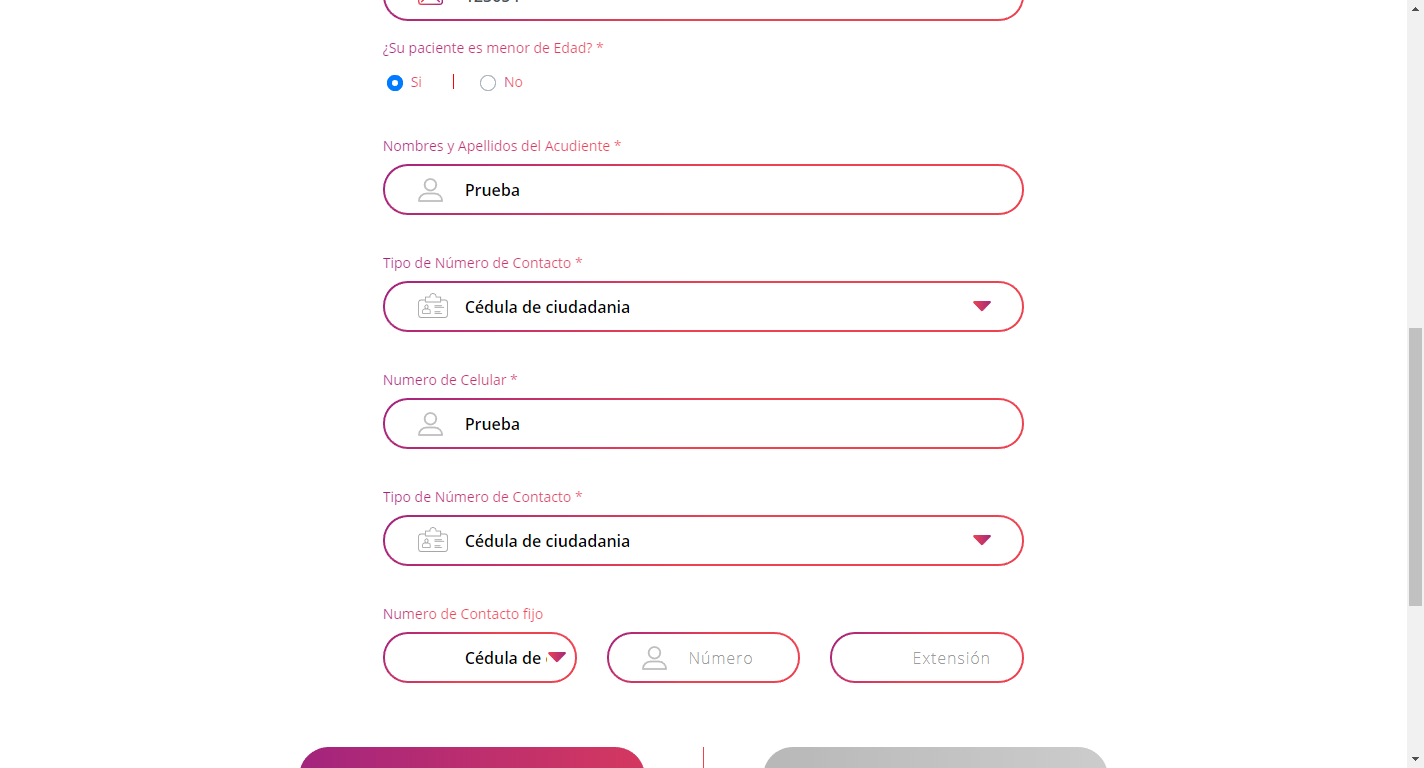 ¿Su paciente es menor de Edad? *
Si | No
Nombres y Apellidos del Acudiente *
Prueba
Tipo de Número de Contacto *
Cédula de ciudadania
Numero de Celular *
Prueba
Tipo de Número de Contacto *
Cédula de ciudadania
Numero de Contacto fijo
Cédula de Número Extensión